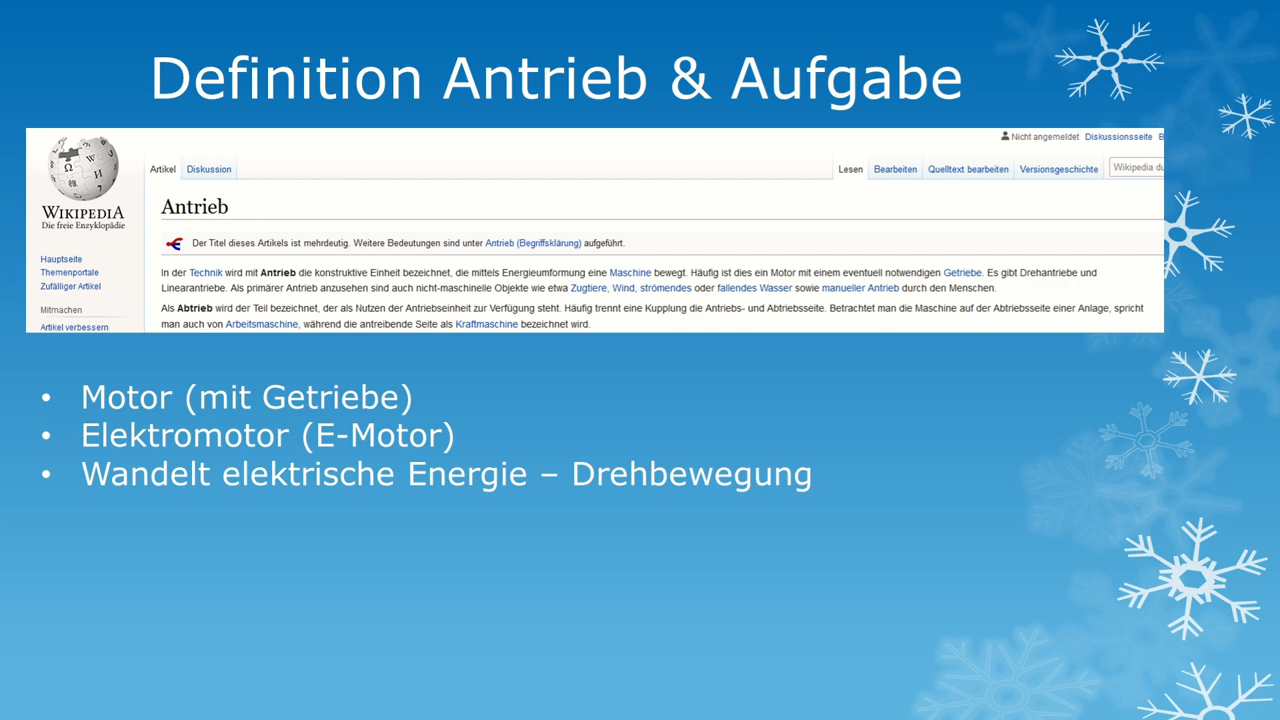 Definition Antrieb & Aufgabe
Nicht angemeldet Diskussionsseite B
Artikel Diskussion Lesen Bearbeiten Quelltext bearbeiten Versionsgeschichte Wikipedia du
WIKIPEDIA
Die freie Enzyklopädie
Hauptseite
Themenportale
Zufälliger Artikel
Mitmachen
Artikel verbessern
Antrieb
Der Titel dieses Artikels ist mehrdeutig. Weitere Bedeutungen sind unter Antrieb (Begriffsklärung) aufgeführt.
In der Technik wird mit Antrieb die konstruktive Einheit bezeichnet, die mittels Energieumformung eine Maschine bewegt. Häufig ist dies ein Motor mit einem eventuell notwendigen Getriebe. Es gibt Drehantriebe und
Linearantriebe. Als primärer Antrieb anzusehen sind auch nicht-maschinelle Objekte wie etwa Zugtiere, Wind, strömendes oder fallendes Wasser sowie manueller Antrieb durch den Menschen.
Als Abtrieb wird der Teil bezeichnet, der als Nutzen der Antriebseinheit zur Verfügung steht. Häufig trennt eine Kupplung die Antriebs- und Abtriebsseite. Betrachtet man die Maschine auf der Abtriebsseite einer Anlage, spricht
man auch von Arbeitsmaschine, während die antreibende Seite als Kraftmaschine bezeichnet wird.
• Motor (mit Getriebe)
• Elektromotor (E-Motor)
• Wandelt elektrische Energie – Drehbewegung